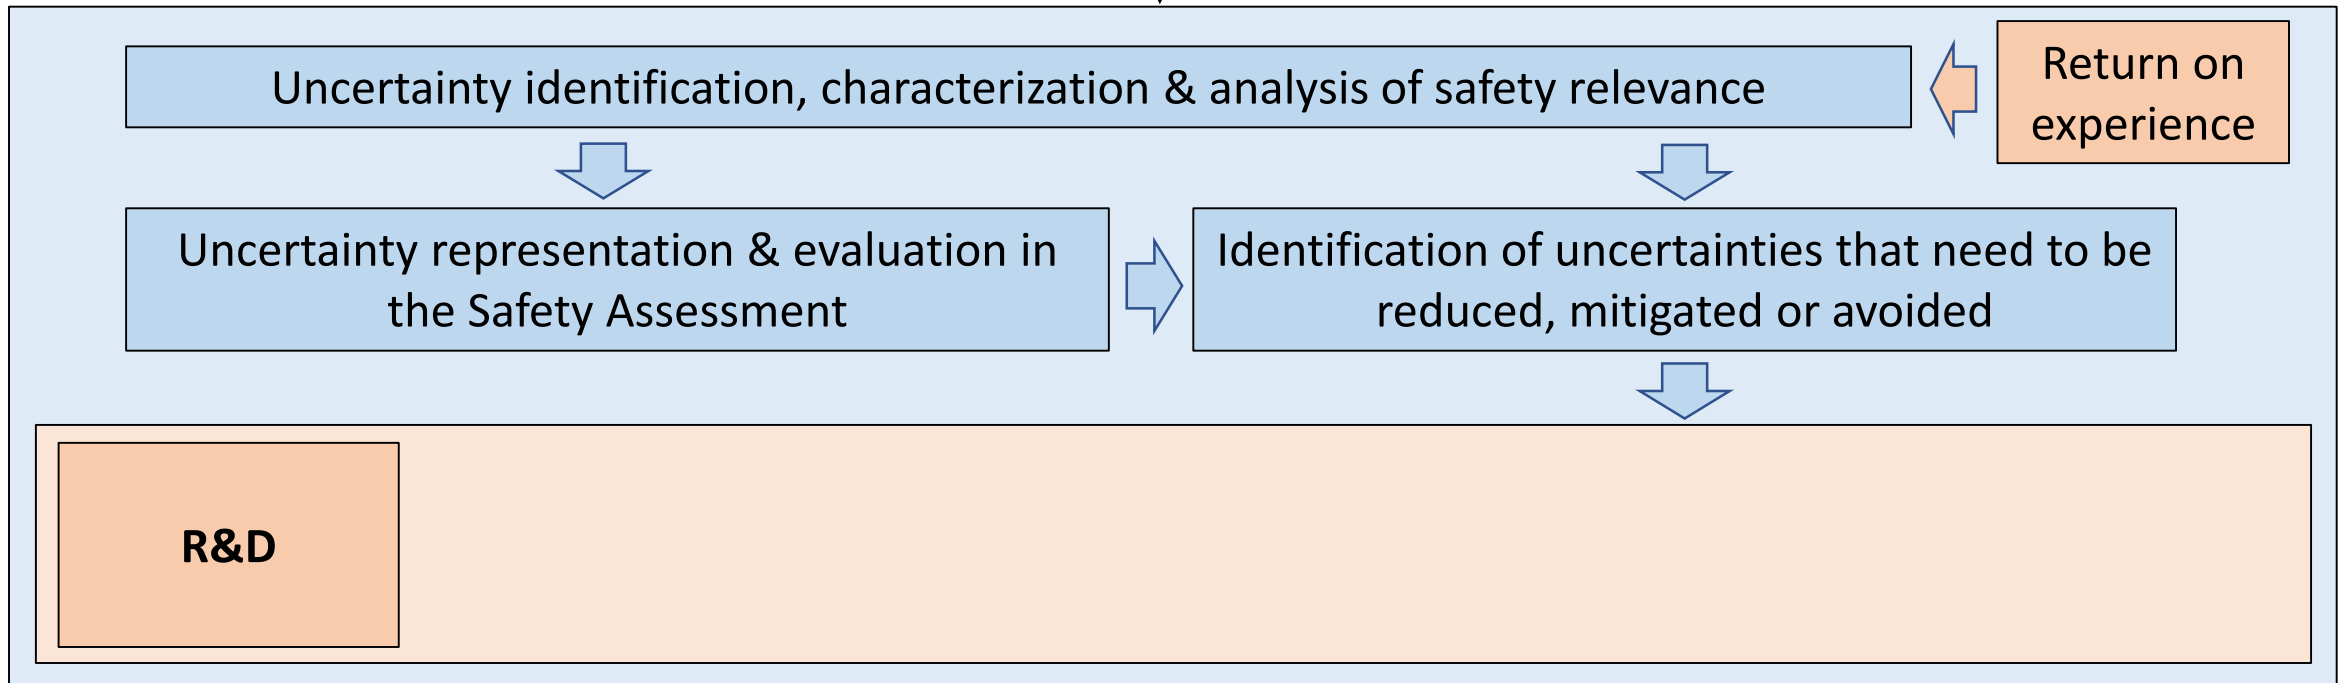 Uncertainty identification, characterization & analysis of safety relevance
Return on
experience
Uncertainty representation & evaluation in
the Safety Assessment
Identification of uncertainties that need to be
reduced, mitigated or avoided
R&D